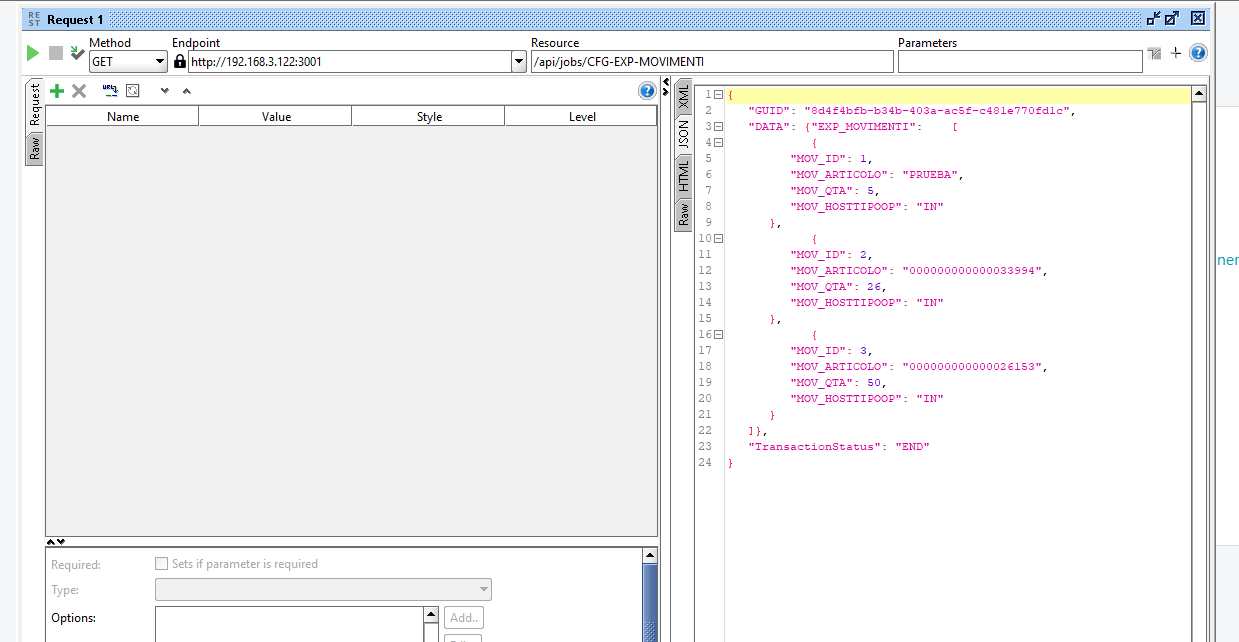 RE
ST
Request 1
Method
Endpoint
Resource
Parameters
GET
http://192.168.3.122:3001
/api/jobs/CFG-EXP-MOVIMENTI
Request
Raw
Name
Value
Style
Level
Required:
Sets if parameter is required
Type:
Options:
Add..
XML
JSON
HTML
Raw
1 {
2 "GUID": "8d4f4bfb-b34b-403a-ac5f-c481e770fd1c",
3 "DATA": {"EXP_MOVIMENTI": [
4 {
5 "MOV_ID": 1,
6 "MOV_ARTICOLO": "PRUEBA",
7 "MOV_QTA": 5,
8 "MOV_HOSTTIPOOP": "IN"
9 },
10 {
11 "MOV_ID": 2,
12 "MOV_ARTICOLO": "000000000000033994",
13 "MOV_QTA": 26,
14 "MOV_HOSTTIPOOP": "IN"
15 },
16 {
17 "MOV_ID": 3,
18 "MOV_ARTICOLO": "000000000000026153",
19 "MOV_QTA": 50,
20 "MOV_HOSTTIPOOP": "IN"
21 }
22 ]},
23 "TransactionStatus": "END"
24 }
ner